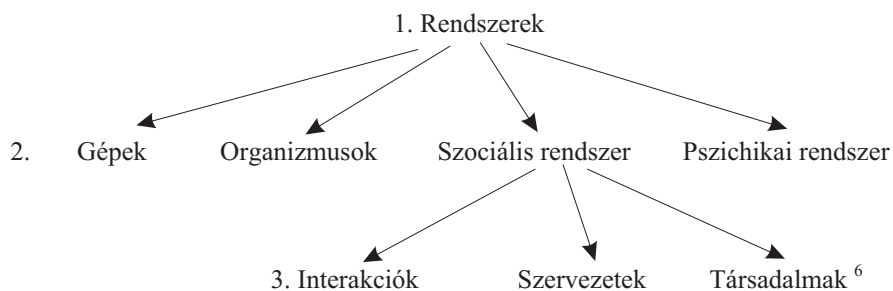 1. Rendszerek
2. Gépek Organizmusok Szociális rendszer Pszichikai rendszer
3. Interakciók Szervezetek Társadalmak 6